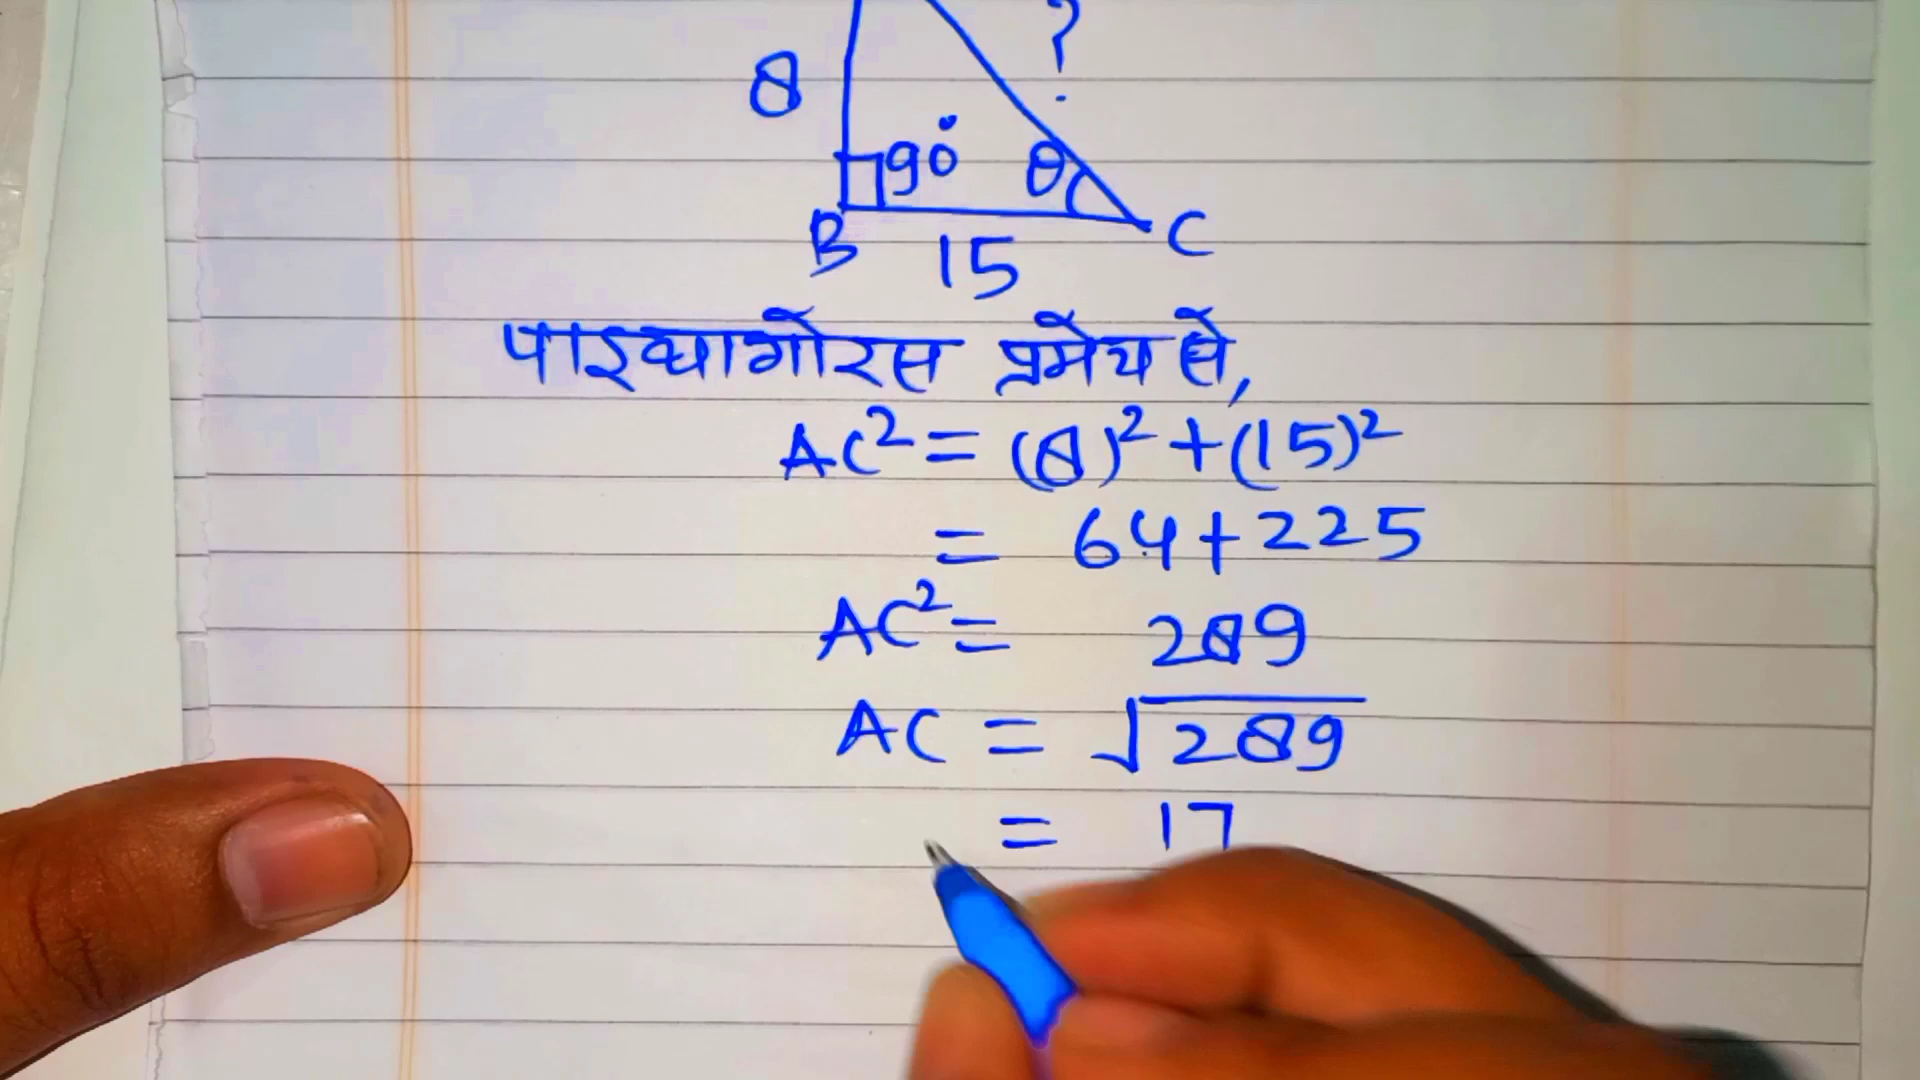 ?
8
90° θ
B 15 C
पाइथागोरस प्रमेय से,
AC² = (8)² + (15)²
= 64 + 225
AC² = 289
AC = √289
= 17